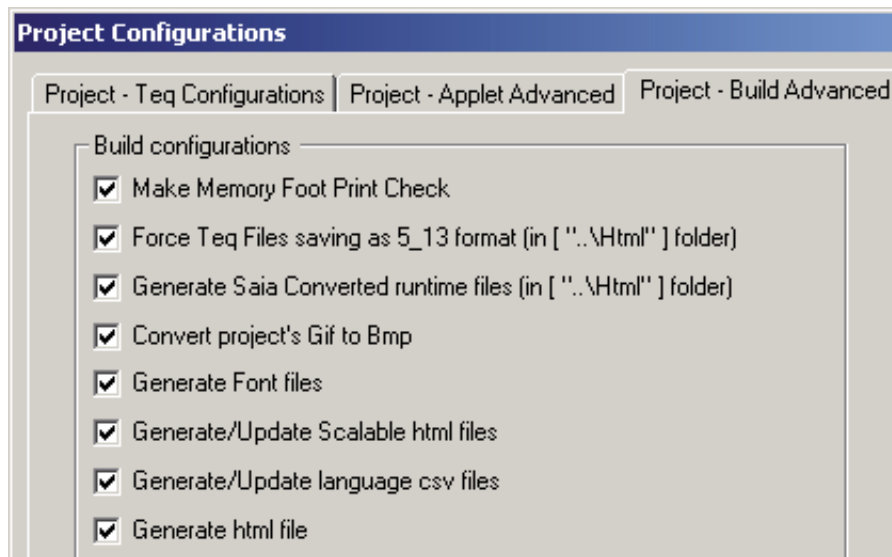 Project Configurations
Project - Teq Configurations
Project - Applet Advanced
Project - Build Advanced
Build configurations
Make Memory Foot Print Check
Force Teq Files saving as 5_13 format (in [ "..\Html" ] folder)
Generate Saia Converted runtime files (in [ "..\Html" ] folder)
Convert project's Gif to Bmp
Generate Font files
Generate/Update Scalable html files
Generate/Update language csv files
Generate html file